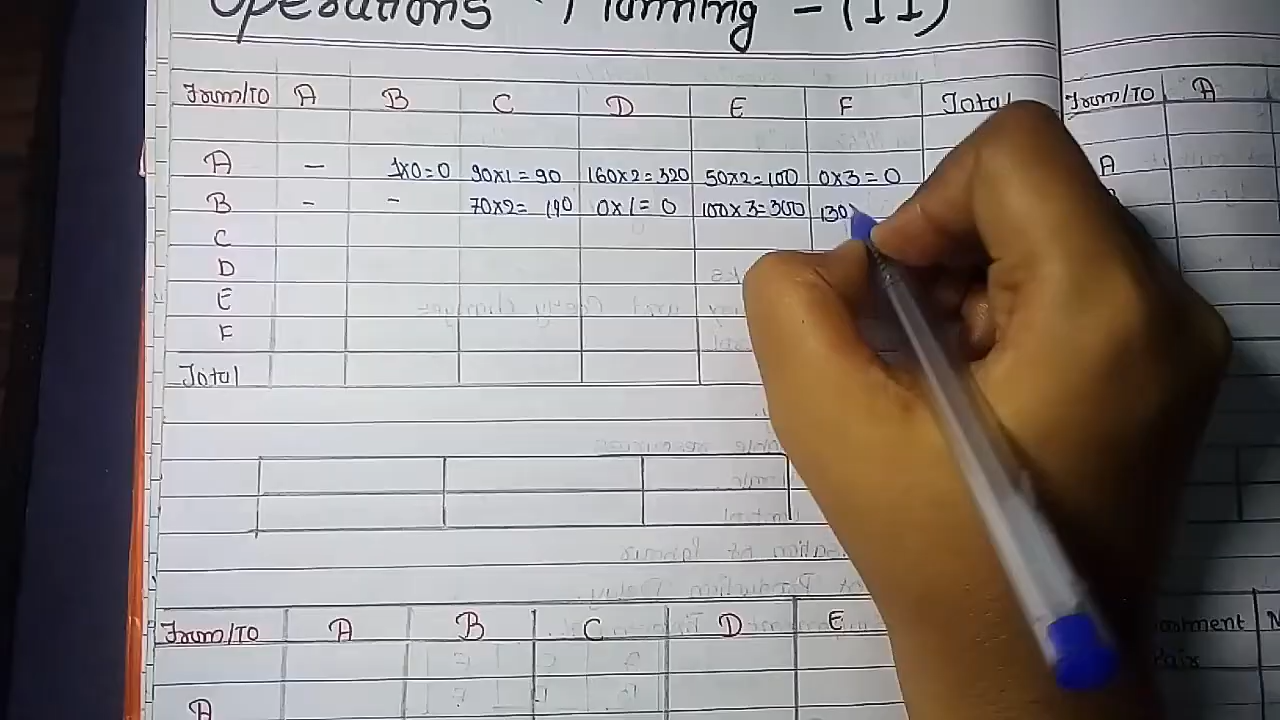 Operations Planning - (II)
From/TO A B C D E F Total
A - 1x0=0 90x1=90 160x2=320 50x2=100 0x3=0
B - - 70x2= 140 0x1=0 100x3=300 130
C
D
E
F
Total
From/TO A B C D E
A
From/TO A
A